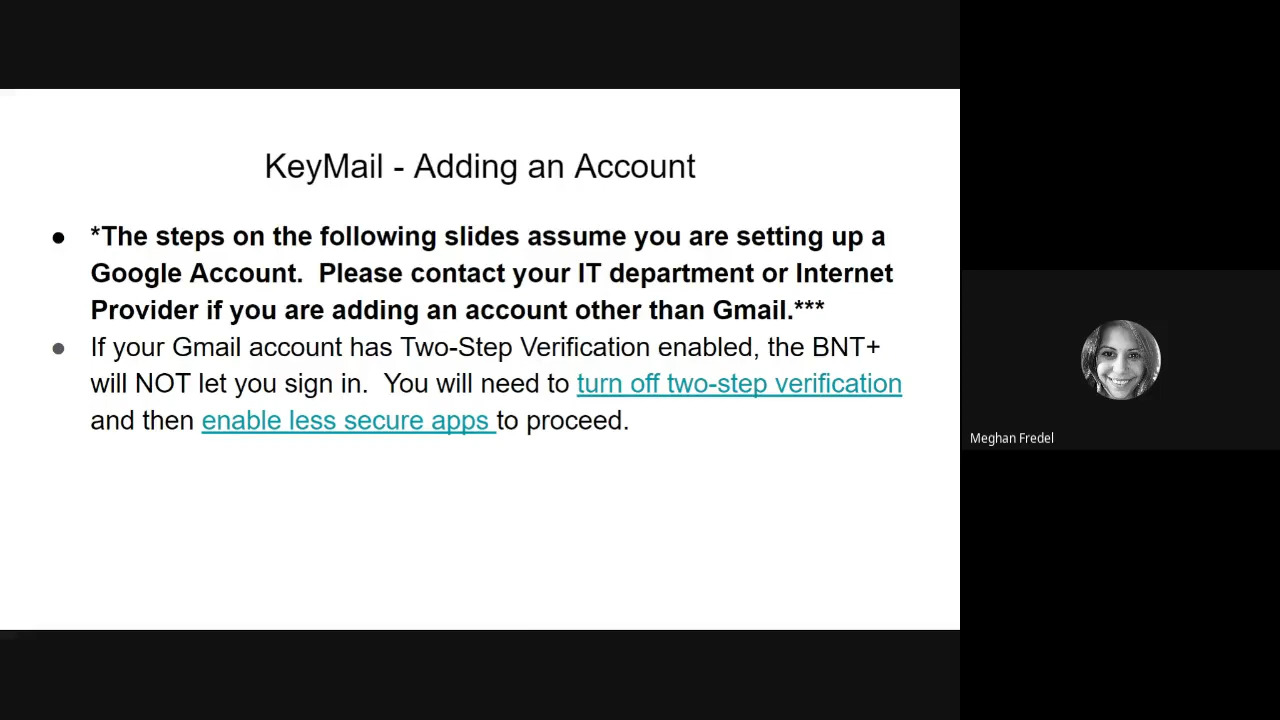 KeyMail - Adding an Account
● *The steps on the following slides assume you are setting up a
Google Account.  Please contact your IT department or Internet
Provider if you are adding an account other than Gmail.***
● If your Gmail account has Two-Step Verification enabled, the BNT+
will NOT let you sign in.  You will need to turn off two-step verification
and then enable less secure apps to proceed.
Meghan Fredel